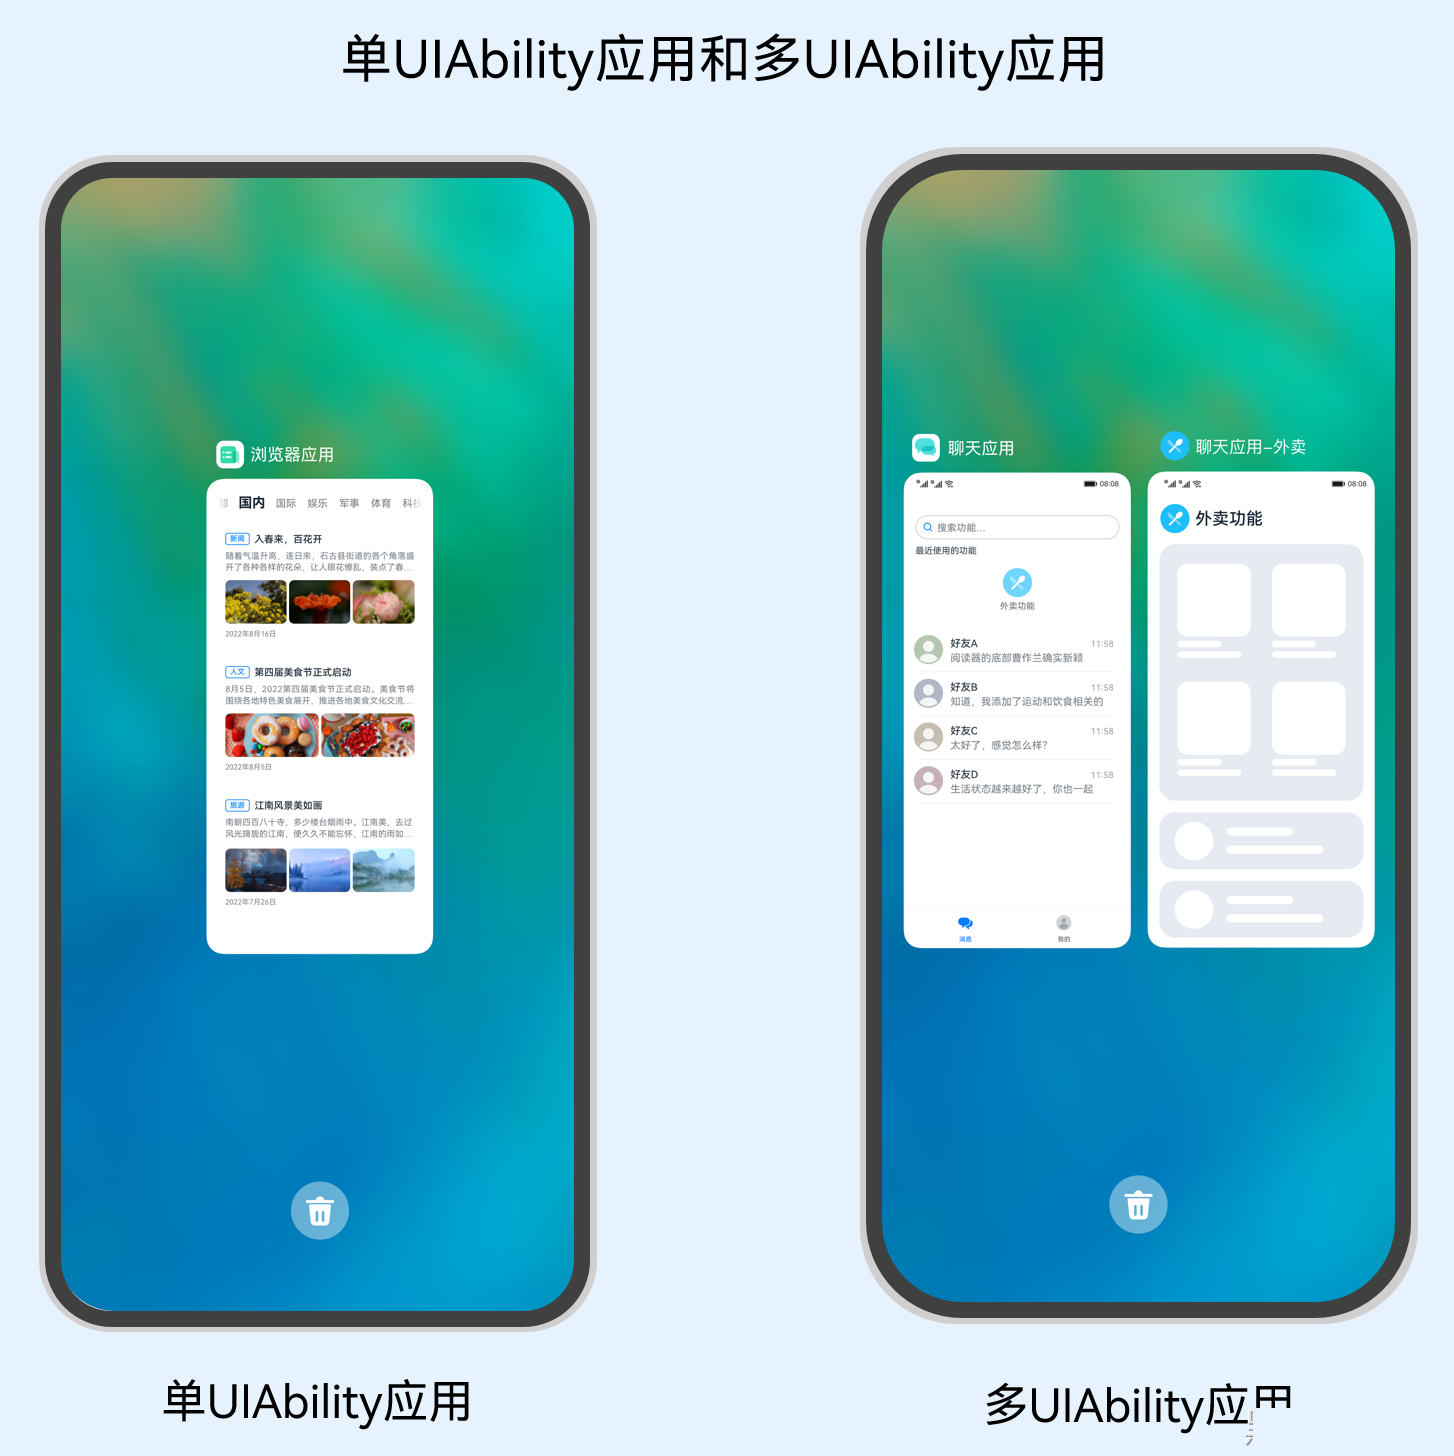 单UIAbility应用和多UIAbility应用
浏览器应用
国内 国际 娱乐 军事 体育 科技
新闻 入春来，百花开
随着气温升高，连日来，石古县街道的各个角落盛
开了各种各样的花朵，让人眼花缭乱，装点了春...
2022年8月16日
人文 第四届美食节正式启动
8月5日，2022第四届美食节正式启动。美食节将
围绕各地特色美食展开，推进各地美食文化交流...
2022年8月5日
旅游 江南风景美如画
南朝四百八十寺，多少楼台烟雨中。江南美，去过
风光旖旎的江南，便久久不能忘怀，江南的雨如...
2022年7月26日
单UIAbility应用
聊天应用
08:08
搜索功能...
最近使用的功能
外卖功能
好友A 11:58
阅读器的底部曹作兰确实新颖
好友B 11:58
知道，我添加了运动和饮食相关的
好友C 11:58
太好了，感觉怎么样？
好友D 11:58
生活状态越来越好了，你也一起
消息 我的
聊天应用-外卖
08:08
外卖功能
多UIAbility应用